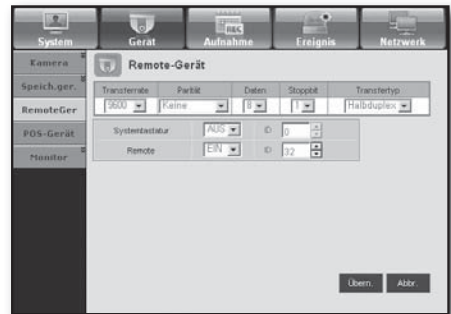 System Gerät Aufnahme Ereignis Netzwerk
Kamera
Speich.ger.
RemoteGer
POS-Gerät
Monitor
Remote-Gerät
Transferrate Parität Daten Stoppbit Transfertyp
9600 Keine 8 1 Halbduplex
Systemtastatur AUS ID 0
Remote EIN ID 32
Übern. Abbr.